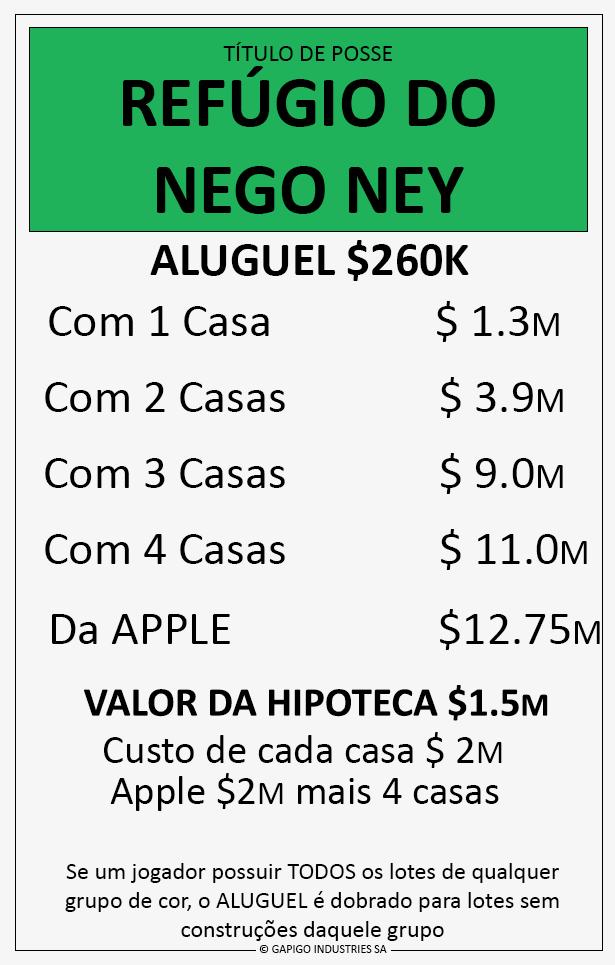 TÍTULO DE POSSE
REFÚGIO DO
NEGO NEY
ALUGUEL $260K
Com 1 Casa $ 1.3M
Com 2 Casas $ 3.9M
Com 3 Casas $ 9.0M
Com 4 Casas $ 11.0M
Da APPLE $12.75M
VALOR DA HIPOTECA $1.5M
Custo de cada casa $ 2M
Apple $2M mais 4 casas
Se um jogador possuir TODOS os lotes de qualquer
grupo de cor, o ALUGUEL é dobrado para lotes sem
construções daquele grupo
© GAPIGO INDUSTRIES SA